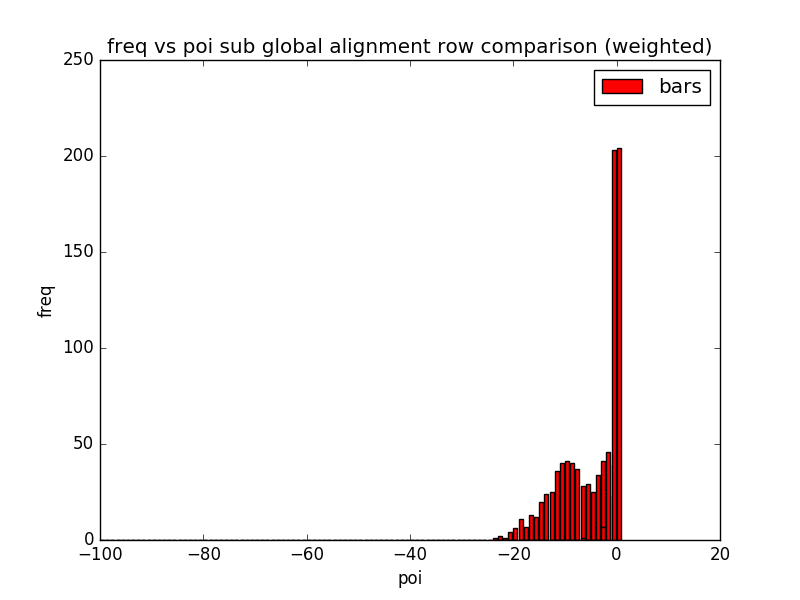 freq vs poi sub global alignment row comparison (weighted)
bars
250
200
150
100
50
0
freq
−100 −80 −60 −40 −20 0 20
poi